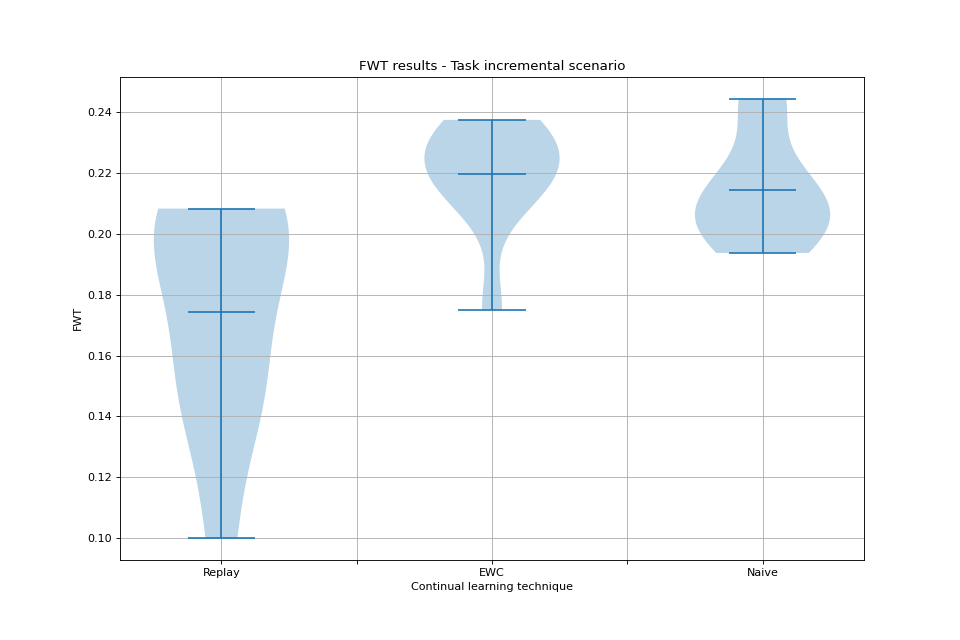 FWT results - Task incremental scenario
0.24
0.22
0.20
0.18
0.16
0.14
0.12
0.10
FWT
Replay
EWC
Naive
Continual learning technique